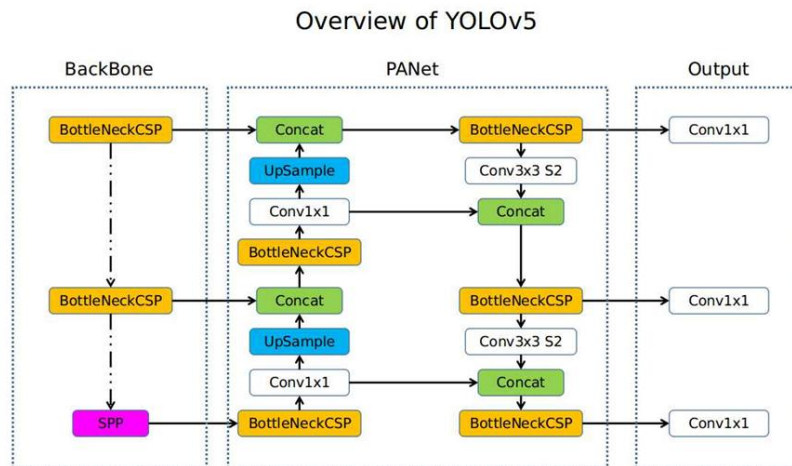 Overview of YOLOv5
BackBone
PANet
Output
BottleNeckCSP
Concat
BottleNeckCSP
Conv1x1
UpSample
Conv3x3 S2
Conv1x1
Concat
BottleNeckCSP
BottleNeckCSP
Concat
BottleNeckCSP
Conv1x1
UpSample
Conv3x3 S2
Conv1x1
Concat
SPP
BottleNeckCSP
BottleNeckCSP
Conv1x1